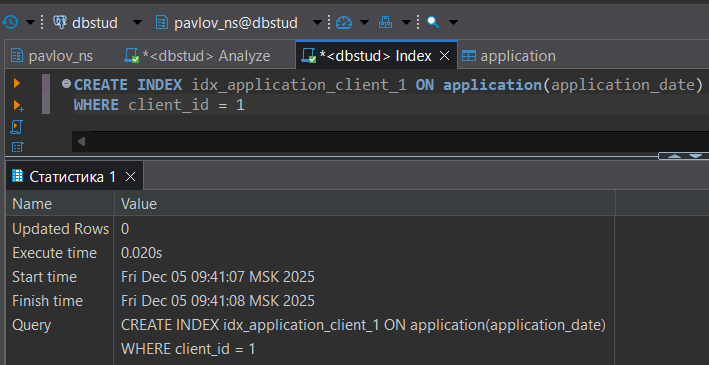 dbstud pavlov_ns@dbstud
pavlov_ns *<dbstud> Analyze *<dbstud> Index application
CREATE INDEX idx_application_client_1 ON application(application_date)
WHERE client_id = 1
Статистика 1
Name Value
Updated Rows 0
Execute time 0.020s
Start time Fri Dec 05 09:41:07 MSK 2025
Finish time Fri Dec 05 09:41:08 MSK 2025
Query CREATE INDEX idx_application_client_1 ON application(application_date)
WHERE client_id = 1